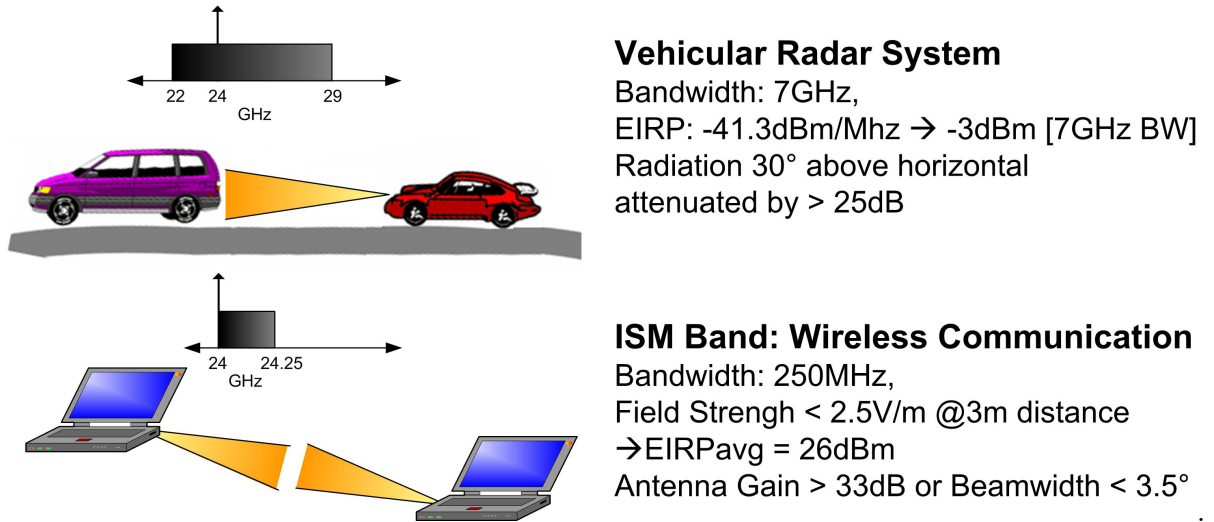 22 24 29
GHz
Vehicular Radar System
Bandwidth: 7GHz,
EIRP: -41.3dBm/Mhz → -3dBm [7GHz BW]
Radiation 30° above horizontal
attenuated by > 25dB
24 24.25
GHz
ISM Band: Wireless Communication
Bandwidth: 250MHz,
Field Strengh < 2.5V/m @3m distance
→EIRPavg = 26dBm
Antenna Gain > 33dB or Beamwidth < 3.5°
.